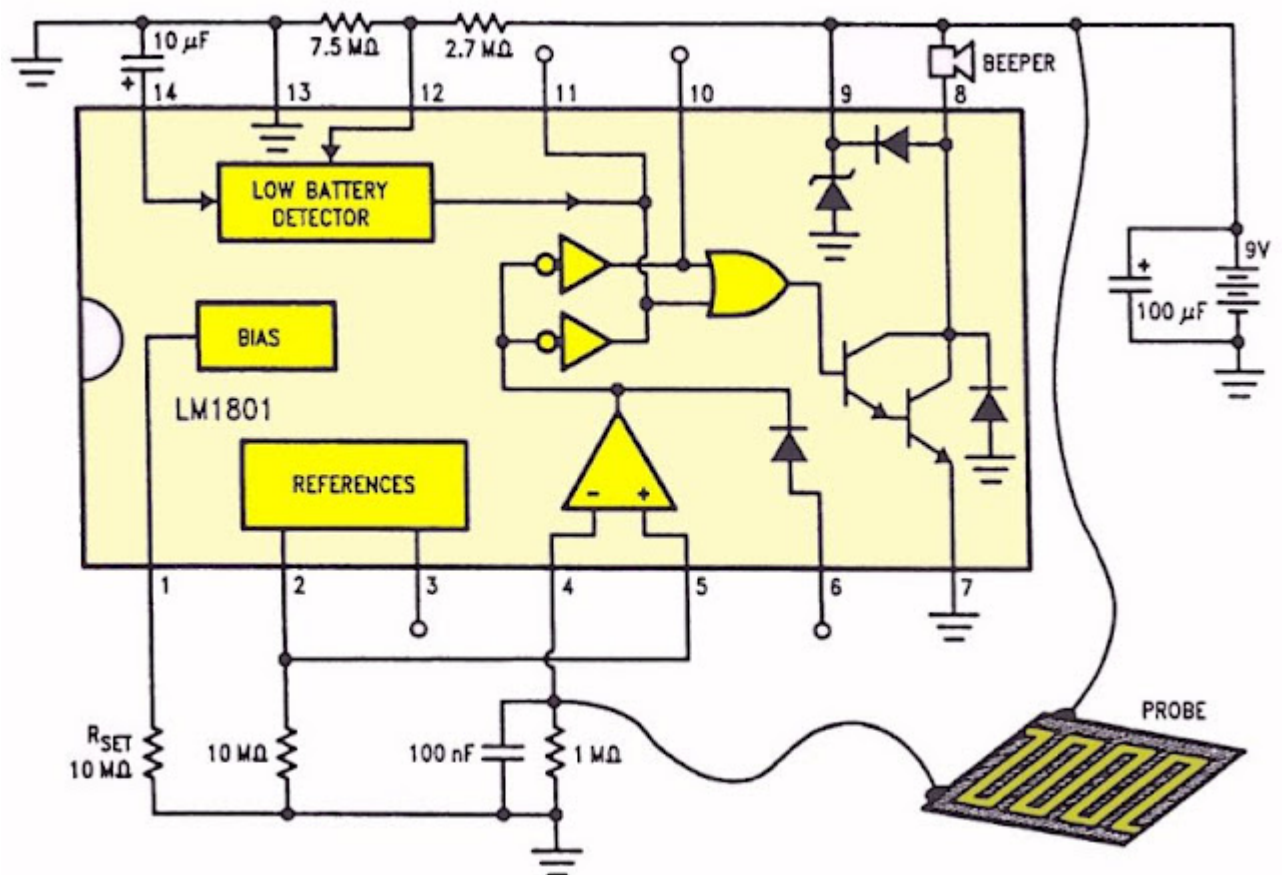 10 µF
7.5 MΩ
2.7 MΩ
BEEPER
14
13
12
11
10
9
8
LOW BATTERY
DETECTOR
9V
+
100 µF
+
BIAS
LM1801
REFERENCES
- +
1
2
3
4
5
6
7
R SET
10 MΩ
10 MΩ
100 nF
1 MΩ
PROBE